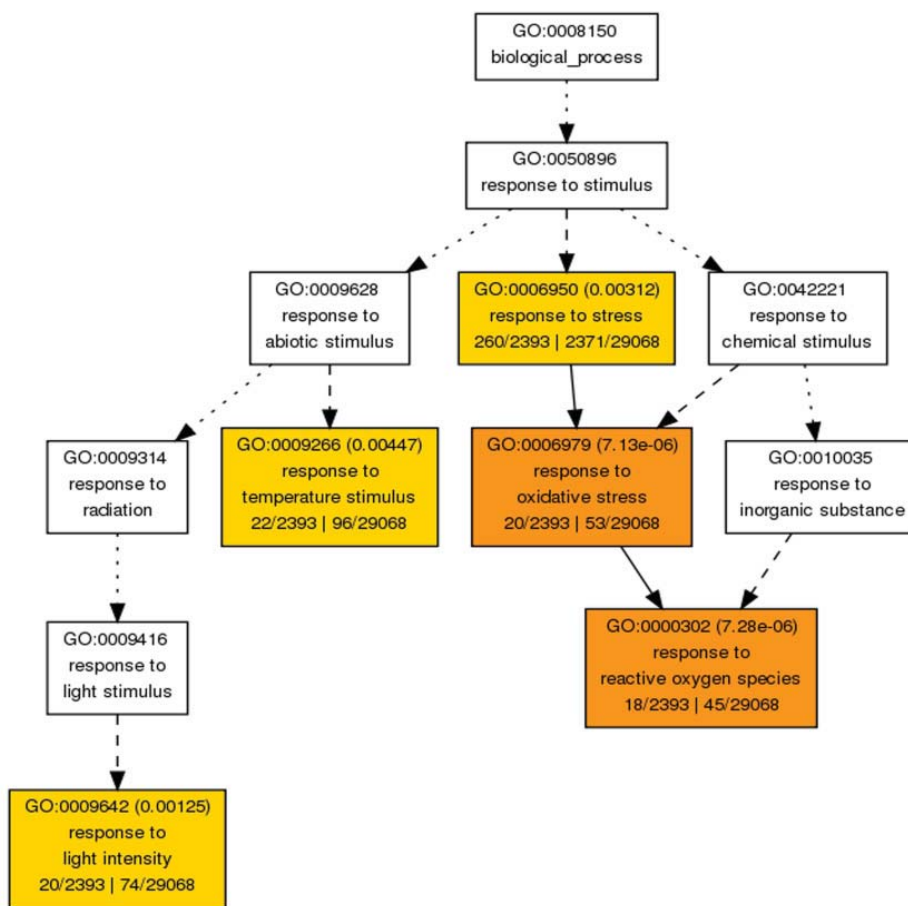 GO:0008150
biological_process
GO:0050896
response to stimulus
GO:0009628
response to
abiotic stimulus
GO:0006950 (0.00312)
response to stress
260/2393 | 2371/29068
GO:0042221
response to
chemical stimulus
GO:0009314
response to
radiation
GO:0009266 (0.00447)
response to
temperature stimulus
22/2393 | 96/29068
GO:0006979 (7.13e-06)
response to
oxidative stress
20/2393 | 53/29068
GO:0010035
response to
inorganic substance
GO:0009416
response to
light stimulus
GO:0000302 (7.28e-06)
response to
reactive oxygen species
18/2393 | 45/29068
GO:0009642 (0.00125)
response to
light intensity
20/2393 | 74/29068